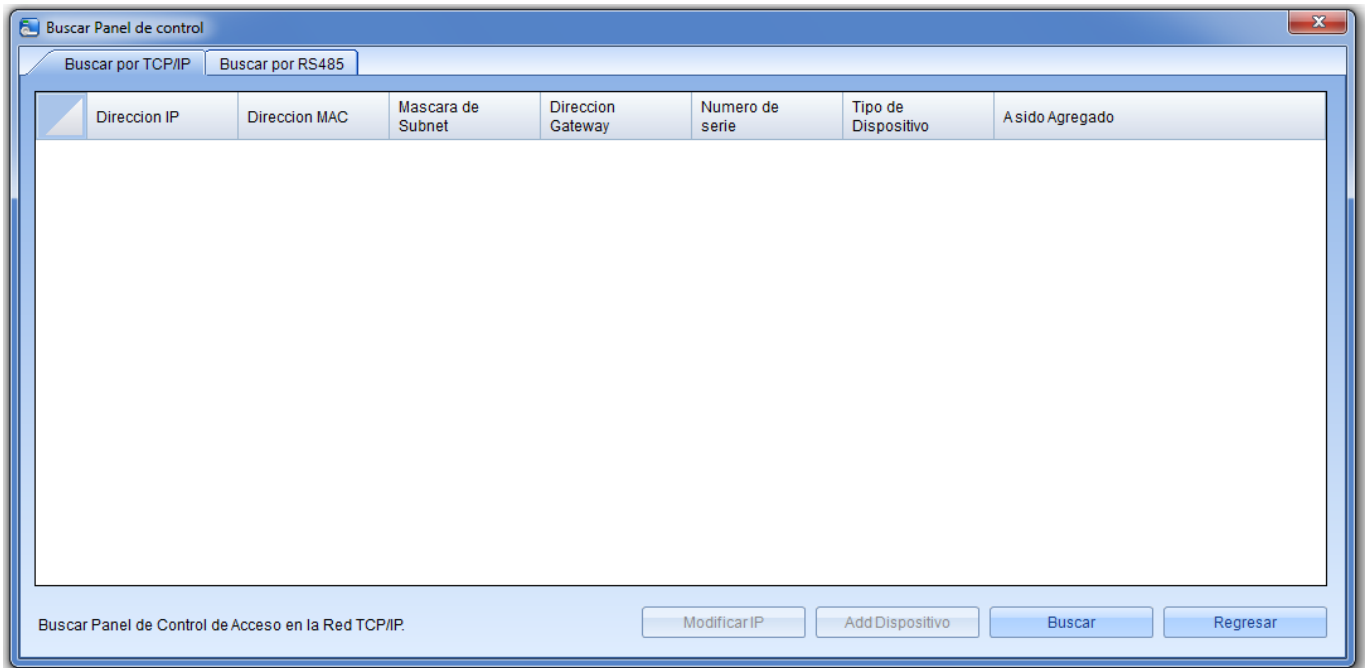 Buscar Panel de control
Buscar por TCP/IP Buscar por RS485
Direccion IP Direccion MAC Mascara de Subnet Direccion Gateway Numero de serie Tipo de Dispositivo A sido Agregado
Buscar Panel de Control de Acceso en la Red TCP/IP. Modificar IP Add Dispositivo Buscar Regresar